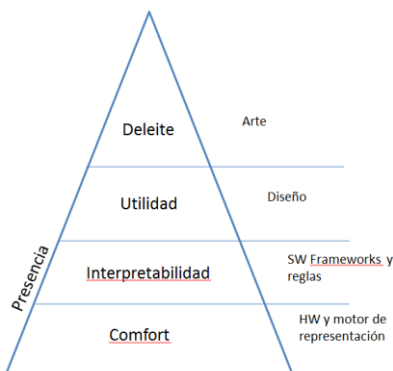 Deleite
Arte
Utilidad
Diseño
Presencia
Interpretabilidad
SW Frameworks y
reglas
Comfort
HW y motor de
representación